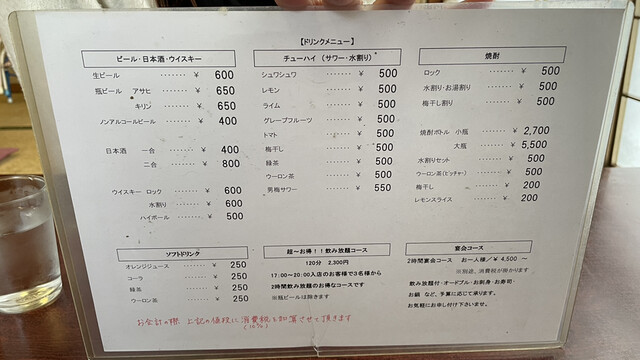 【ドリンクメニュー】
ビール・日本酒・ウイスキー
生ビール ······· ¥ 600
瓶ビール アサヒ ······· ¥ 650
キリン ······· ¥ 650
ノンアルコールビール ······· ¥ 400
日本酒 一合 ······· ¥ 400
二合 ······· ¥ 800
ウイスキー ロック ······· ¥ 600
水割り ······· ¥ 600
ハイボール ······· ¥ 500
チューハイ (サワー・水割り)
シュワシュワ ······· ¥ 500
レモン ······· ¥ 500
ライム ······· ¥ 500
グレープフルーツ ······· ¥ 500
トマト ······· ¥ 500
梅干し ······· ¥ 500
緑茶 ······· ¥ 500
ウーロン茶 ······· ¥ 500
男梅サワー ······· ¥ 550
焼酎
ロック ······· ¥ 500
水割り・お湯割り ······· ¥ 500
梅干し割り ······· ¥ 500
焼酎ボトル 小瓶 ······· ¥ 2,700
大瓶 ······· ¥ 5,500
水割りセット ······· ¥ 500
ウーロン茶(ピッチャー) ······· ¥ 500
梅干し ······· ¥ 200
レモンスライス ······· ¥ 200
ソフトドリンク
オレンジジュース ······· ¥ 250
コーラ ······· ¥ 250
緑茶 ······· ¥ 250
ウーロン茶 ······· ¥ 250
超~お得!!飲み放題コース
120分 2,300円
17:00~20:00入店のお客様で3名様から
2時間飲み放題のお得なコースです
※瓶ビールは除きます
宴会コース
2時間宴会コース お一人様/¥ 4,500 ~
※別途、消費税が掛かります
飲み放題付・オードブル・お刺身・お寿司・
お鍋 など、予算に応じて承ります。
お気軽にお申し付け下さいませ。
お会計の際 上記の価格に消費税を加算させて頂きます
(10%)